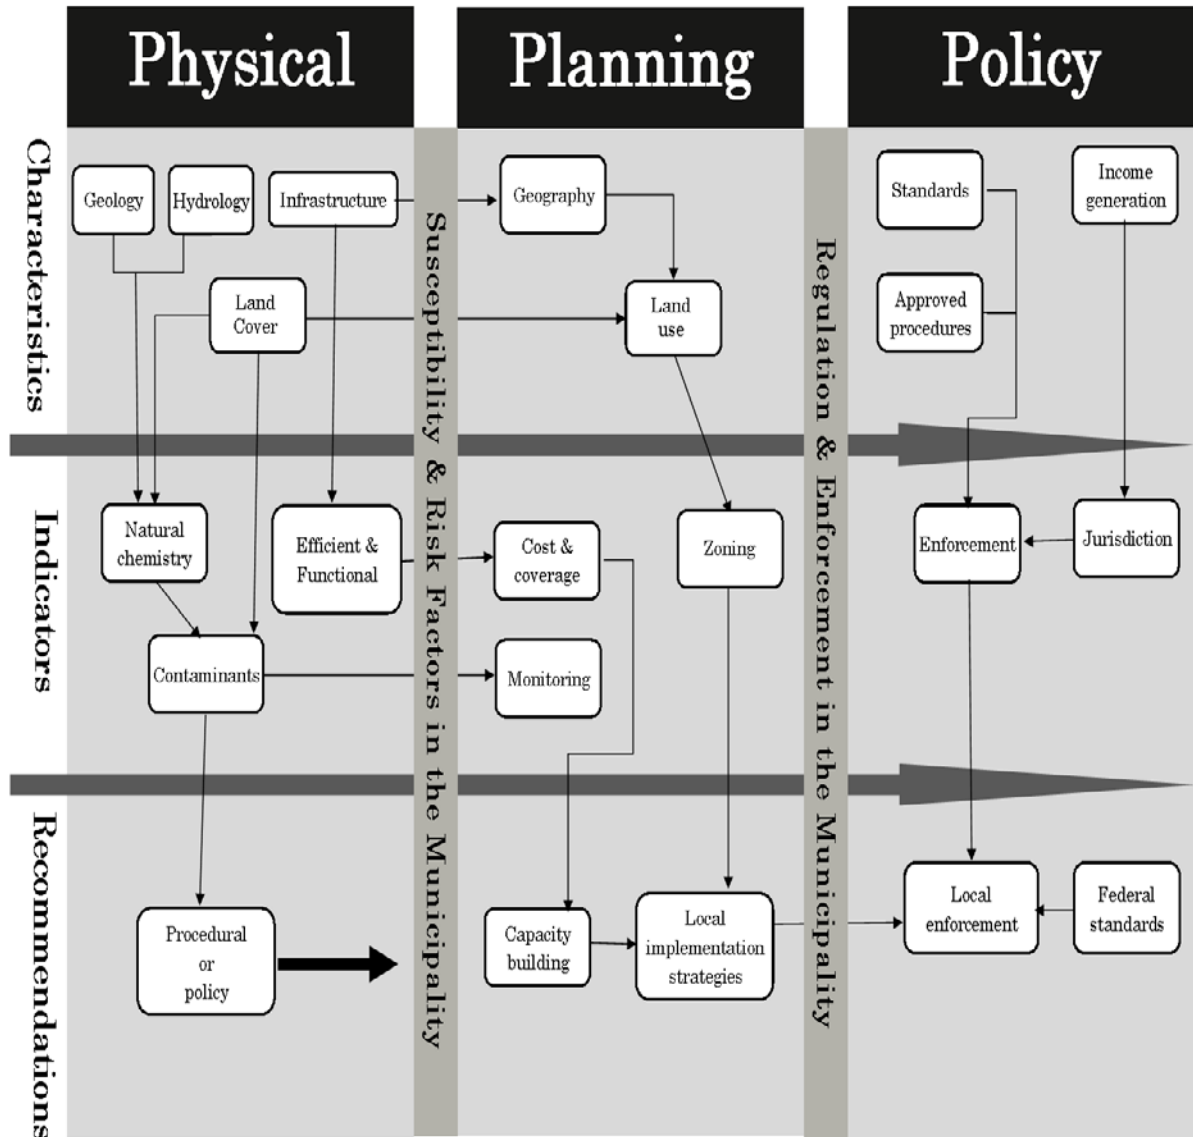 Physical
Planning
Policy
Characteristics
Geology
Hydrology
Infrastructure
Geography
Standards
Income
generation
Land
Cover
Land
use
Approved
procedures
Susceptibility & Risk Factors in the Municipality
Regulation & Enforcement in the Municipality
Indicators
Natural
chemistry
Efficient &
Functional
Cost &
coverage
Zoning
Enforcement
Jurisdiction
Contaminants
Monitoring
Recommendations
Procedural
or
policy
Capacity
building
Local
implementation
strategies
Local
enforcement
Federal
standards